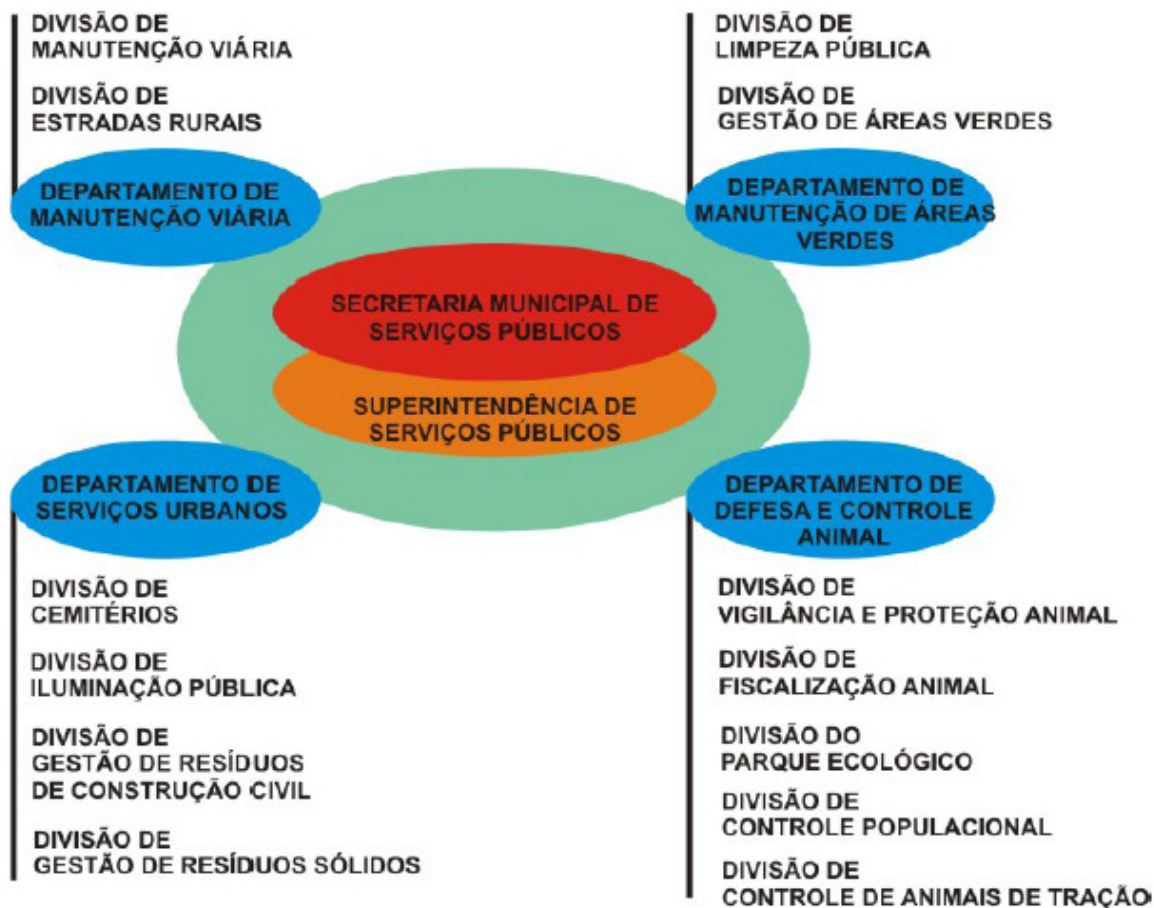 DIVISÃO DE
MANUTENÇÃO VIÁRIA
DIVISÃO DE
ESTRADAS RURAIS
DEPARTAMENTO DE
MANUTENÇÃO VIÁRIA
DIVISÃO DE
LIMPEZA PÚBLICA
DIVISÃO DE
GESTÃO DE ÁREAS VERDES
DEPARTAMENTO DE
MANUTENÇÃO DE ÁREAS
VERDES
SECRETARIA MUNICIPAL DE
SERVIÇOS PÚBLICOS
SUPERINTENDÊNCIA DE
SERVIÇOS PÚBLICOS
DEPARTAMENTO DE
SERVIÇOS URBANOS
DIVISÃO DE
CEMITÉRIOS
DIVISÃO DE
ILUMINAÇÃO PÚBLICA
DIVISÃO DE
GESTÃO DE RESÍDUOS
DE CONSTRUÇÃO CIVIL
DIVISÃO DE
GESTÃO DE RESÍDUOS SÓLIDOS
DEPARTAMENTO DE
DEFESA E CONTROLE
ANIMAL
DIVISÃO DE
VIGILÂNCIA E PROTEÇÃO ANIMAL
DIVISÃO DE
FISCALIZAÇÃO ANIMAL
DIVISÃO DO
PARQUE ECOLÓGICO
DIVISÃO DE
CONTROLE POPULACIONAL
DIVISÃO DE
CONTROLE DE ANIMAIS DE TRAÇÃO